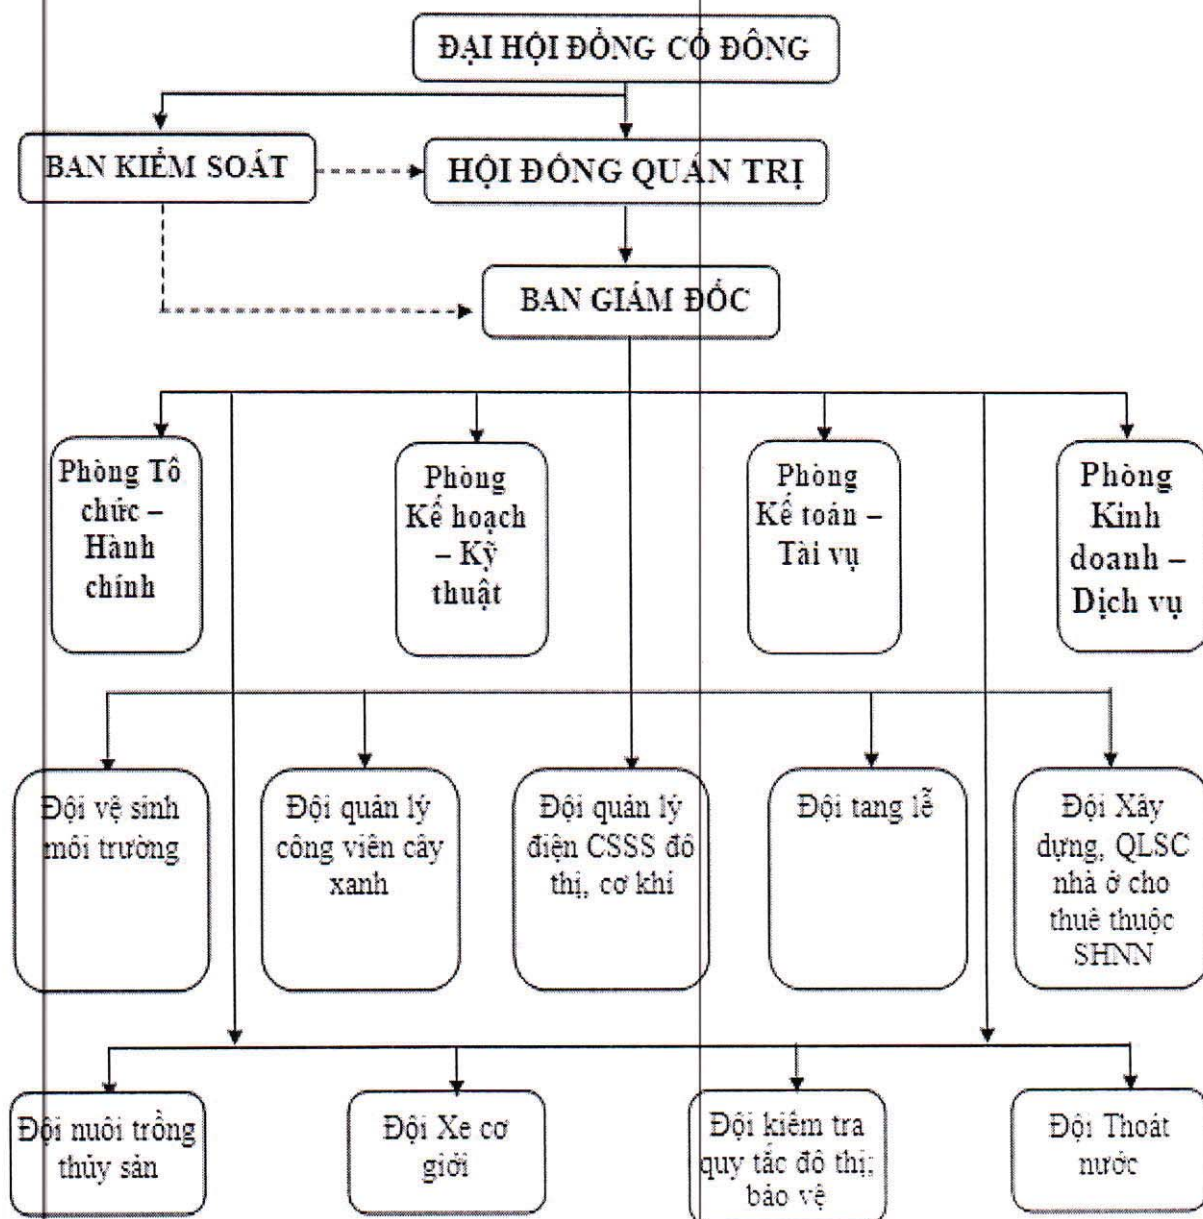 ĐẠI HỘI ĐỒNG CỔ ĐÔNG
BAN KIỂM SOÁT
HỘI ĐỒNG QUẢN TRỊ
BAN GIÁM ĐỐC
Phòng Tổ
chức –
Hành
chính
Phòng
Kế hoạch
– Kỹ
thuật
Phòng
Kế toán –
Tài vụ
Phòng
Kinh
doanh –
Dịch vụ
Đội vệ sinh
môi trường
Đội quản lý
công viên cây
xanh
Đội quản lý
điện CSSS đô
thị, cơ khí
Đội tang lễ
Đội Xây
dựng, QLSC
nhà ở cho
thuê thuộc
SHNN
Đội nuôi trồng
thủy sản
Đội Xe cơ
giới
Đội kiểm tra
quy tắc đô thị;
bảo vệ
Đội Thoát
nước